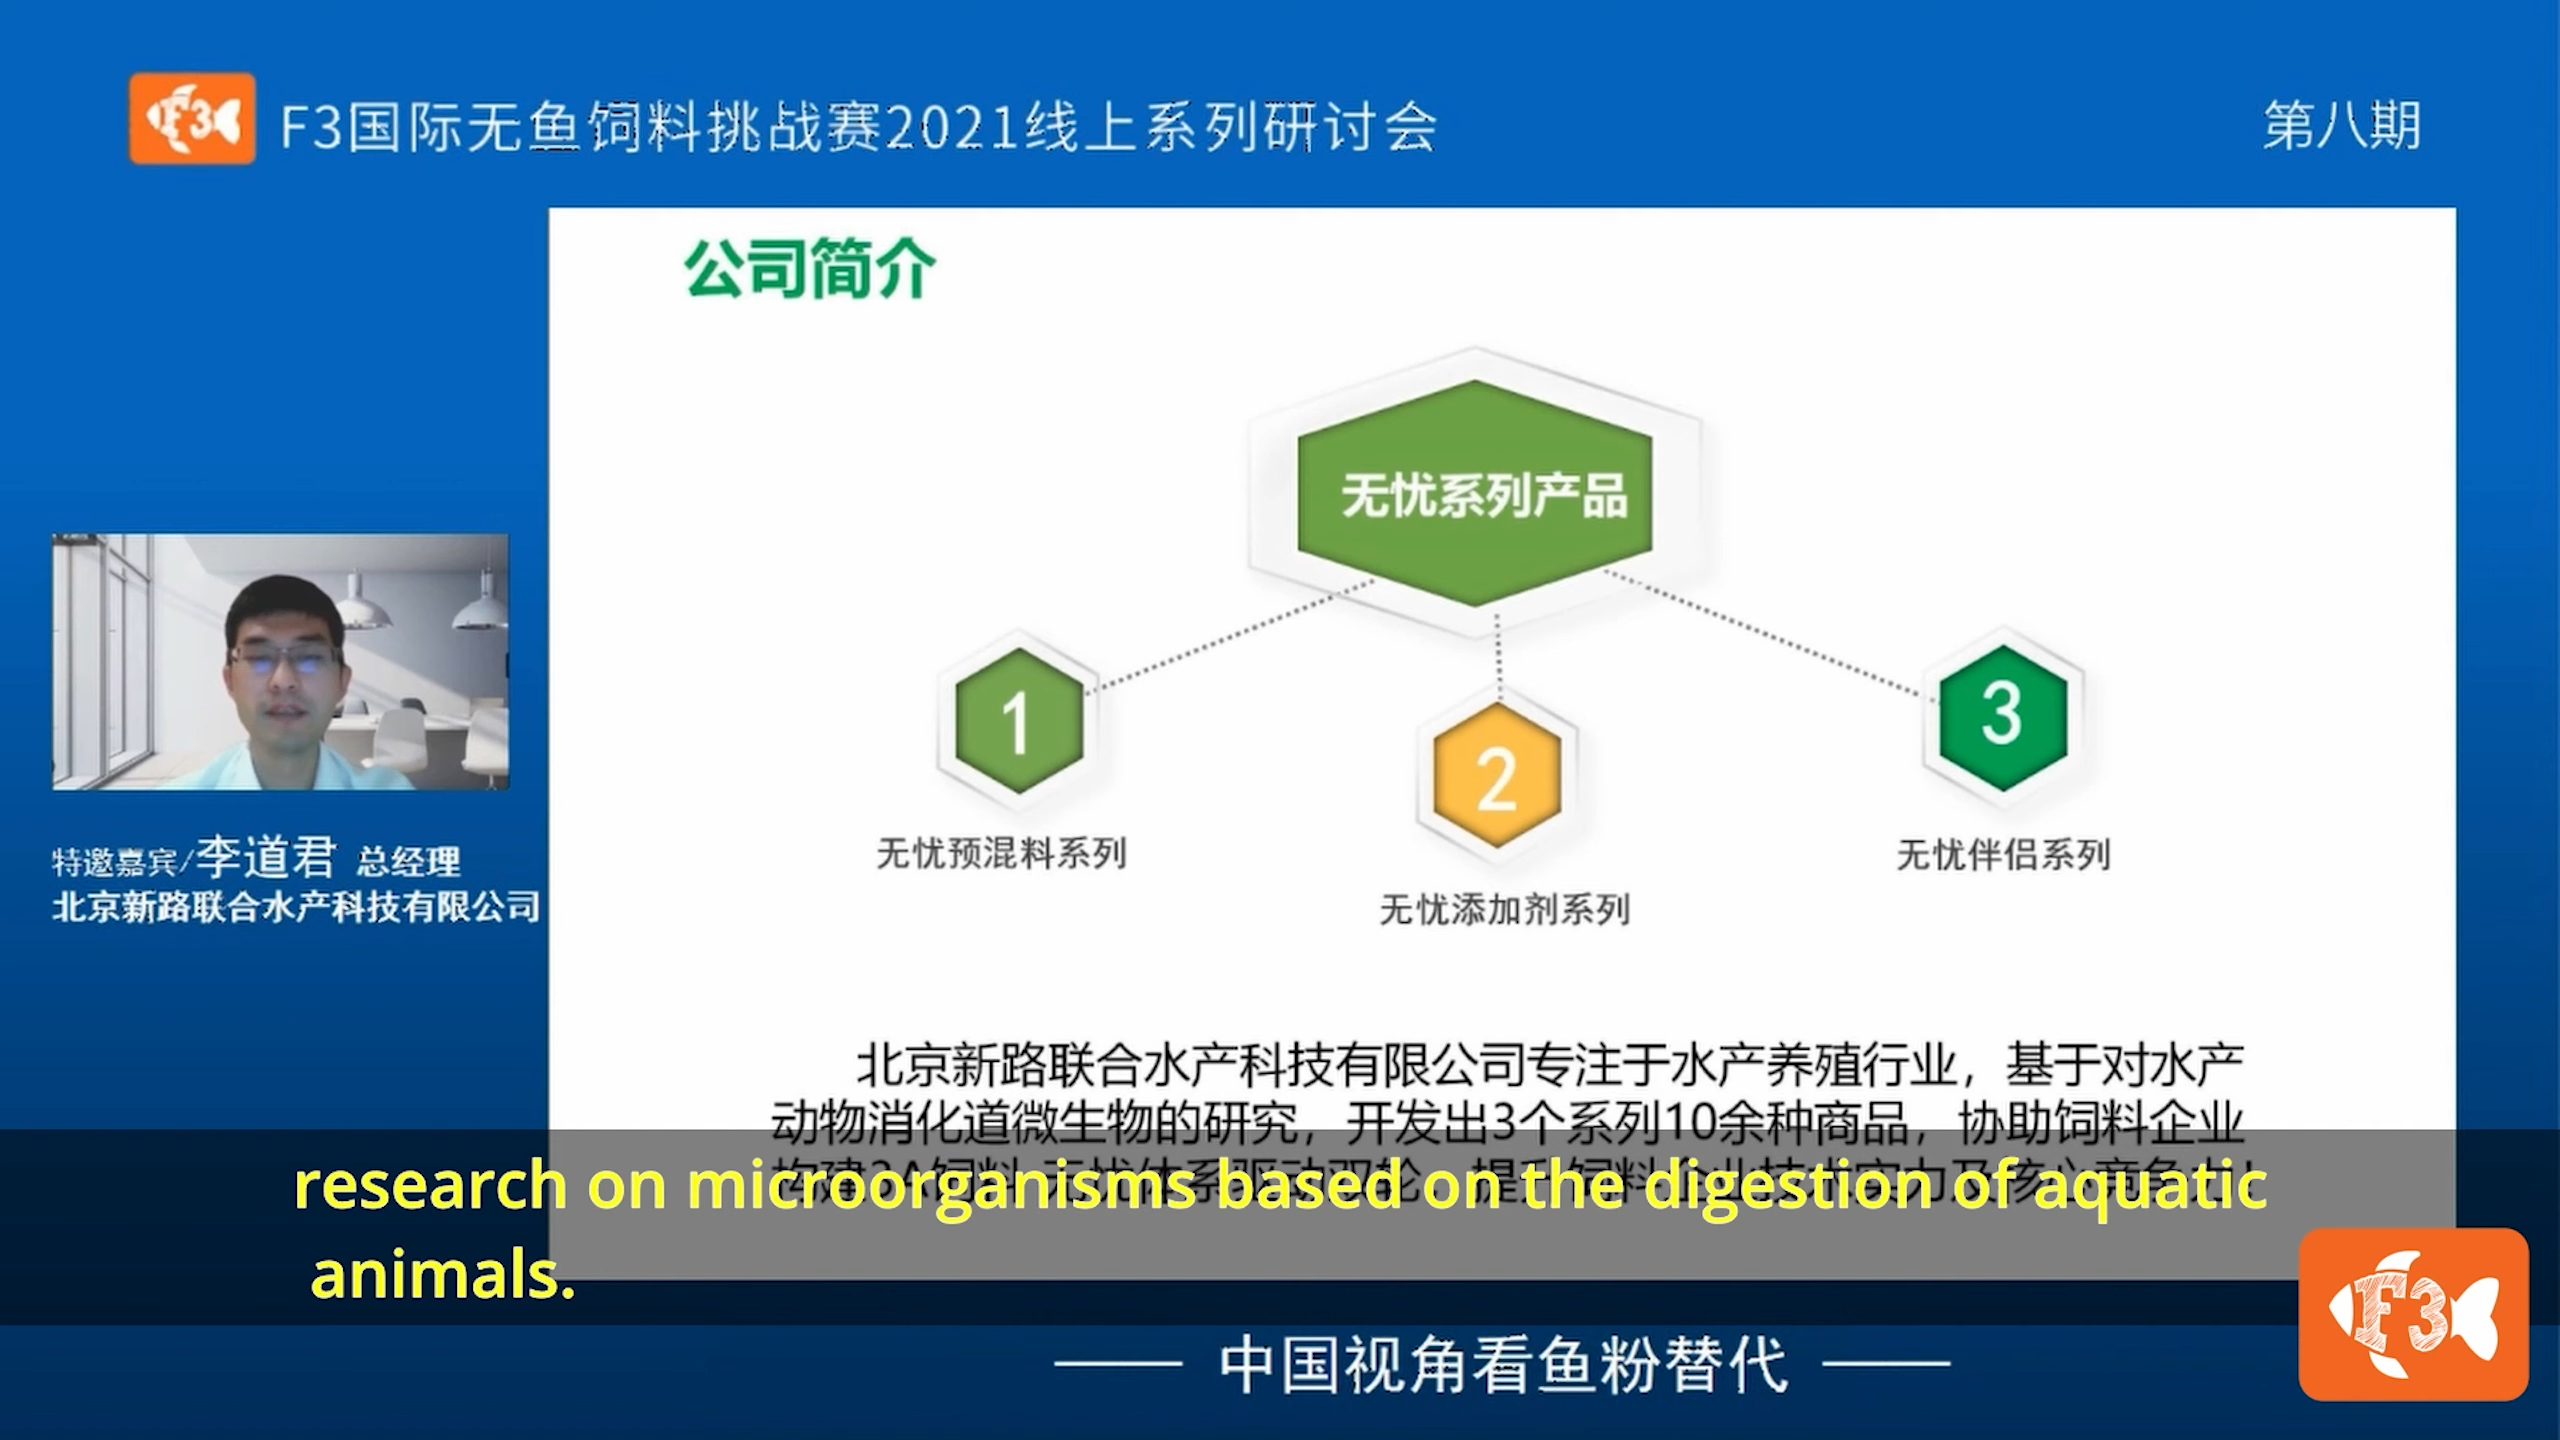 F3
F3国际无鱼饲料挑战赛2021线上系列研讨会
第八期
公司简介
无忧系列产品
1
2
3
无忧预混料系列
无忧添加剂系列
无忧伴侣系列
特邀嘉宾/李道君 总经理
北京新路联合水产科技有限公司
北京新路联合水产科技有限公司专注于水产养殖行业，基于对水产
动物消化道微生物的研究，开发出3个系列10余种商品，协助饲料企业
research on microorganisms based on the digestion of aquatic
animals.
中国视角看鱼粉替代
F3